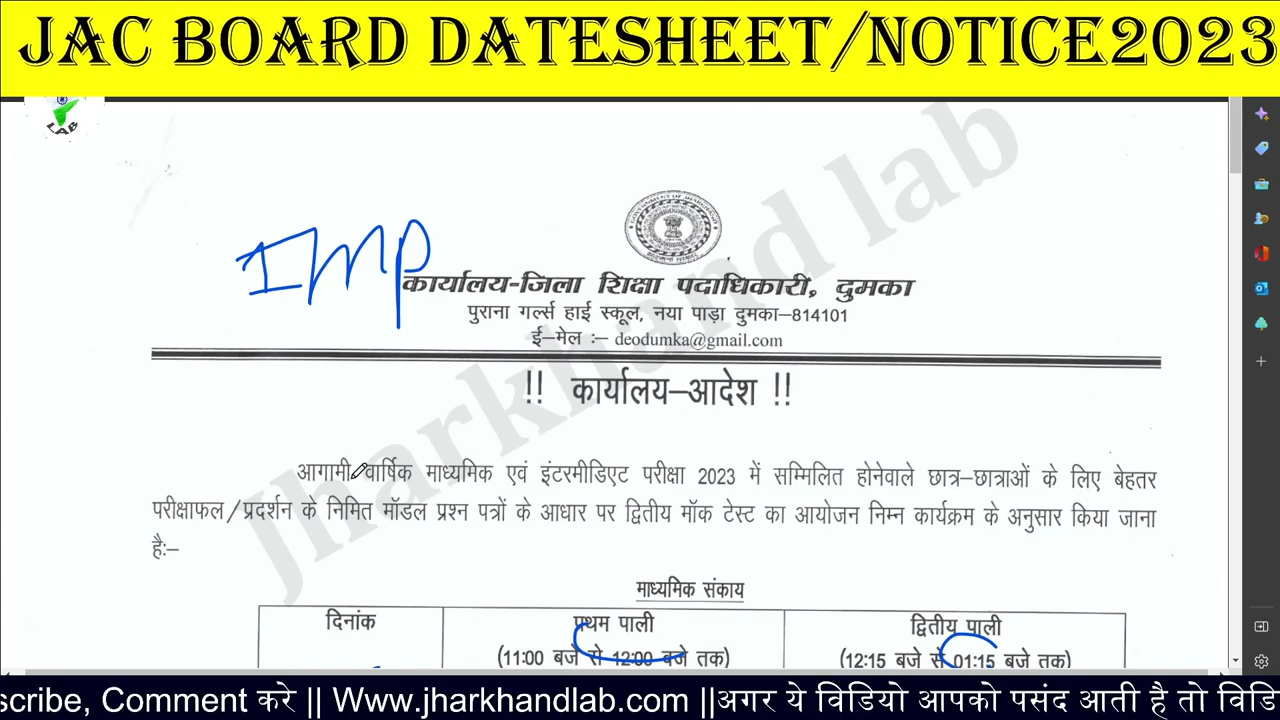 JAC BOARD DATESHEET/NOTICE2023
LAB
Jharkhand lab
IMP
कार्यालय-जिला शिक्षा पदाधिकारी, दुमका
पुराना गर्ल्स हाई स्कूल, नया पाड़ा दुमका–814101
ई–मेल :– deodumka@gmail.com
!! कार्यालय–आदेश !!
आगामी वार्षिक माध्यमिक एवं इंटरमीडिएट परीक्षा 2023 में सम्मिलित होनेवाले छात्र–छात्राओं के लिए बेहतर
परीक्षाफल/प्रदर्शन के निमित मॉडल प्रश्न पत्रों के आधार पर द्वितीय मॉक टेस्ट का आयोजन निम्न कार्यक्रम के अनुसार किया जाना
है:–
माध्यमिक संकाय
दिनांक प्रथम पाली द्वितीय पाली
(11:00 बजे से 12:00 बजे तक) (12:15 बजे से 01:15 बजे तक)
scribe, Comment करे || Www.jharkhandlab.com ||अगर ये विडियो आपको पसंद आती है तो विडि